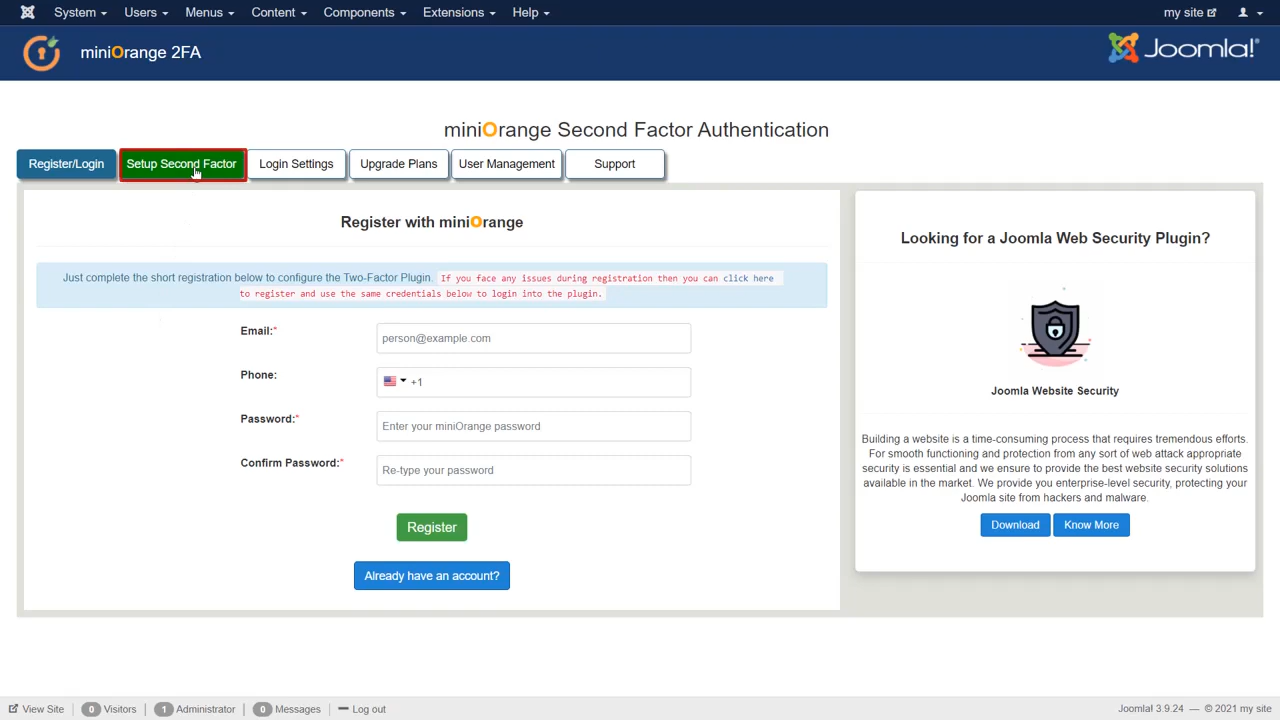 System Users Menus Content Components Extensions Help my site
miniOrange 2FA
Joomla!®
miniOrange Second Factor Authentication
Register/Login Setup Second Factor Login Settings Upgrade Plans User Management Support
Register with miniOrange
Just complete the short registration below to configure the Two-Factor Plugin. If you face any issues during registration then you can click here
to register and use the same credentials below to login into the plugin.
Email:*
person@example.com
Phone:
+1
Password:*
Enter your miniOrange password
Confirm Password:*
Re-type your password
Register
Already have an account?
Looking for a Joomla Web Security Plugin?
Joomla Website Security
Building a website is a time-consuming process that requires tremendous efforts.
For smooth functioning and protection from any sort of web attack appropriate
security is essential and we ensure to provide the best website security solutions
available in the market. We provide you enterprise-level security, protecting your
Joomla site from hackers and malware.
Download Know More
View Site 0 Visitors 1 Administrator 0 Messages Log out Joomla! 3.9.24 — © 2021 my site